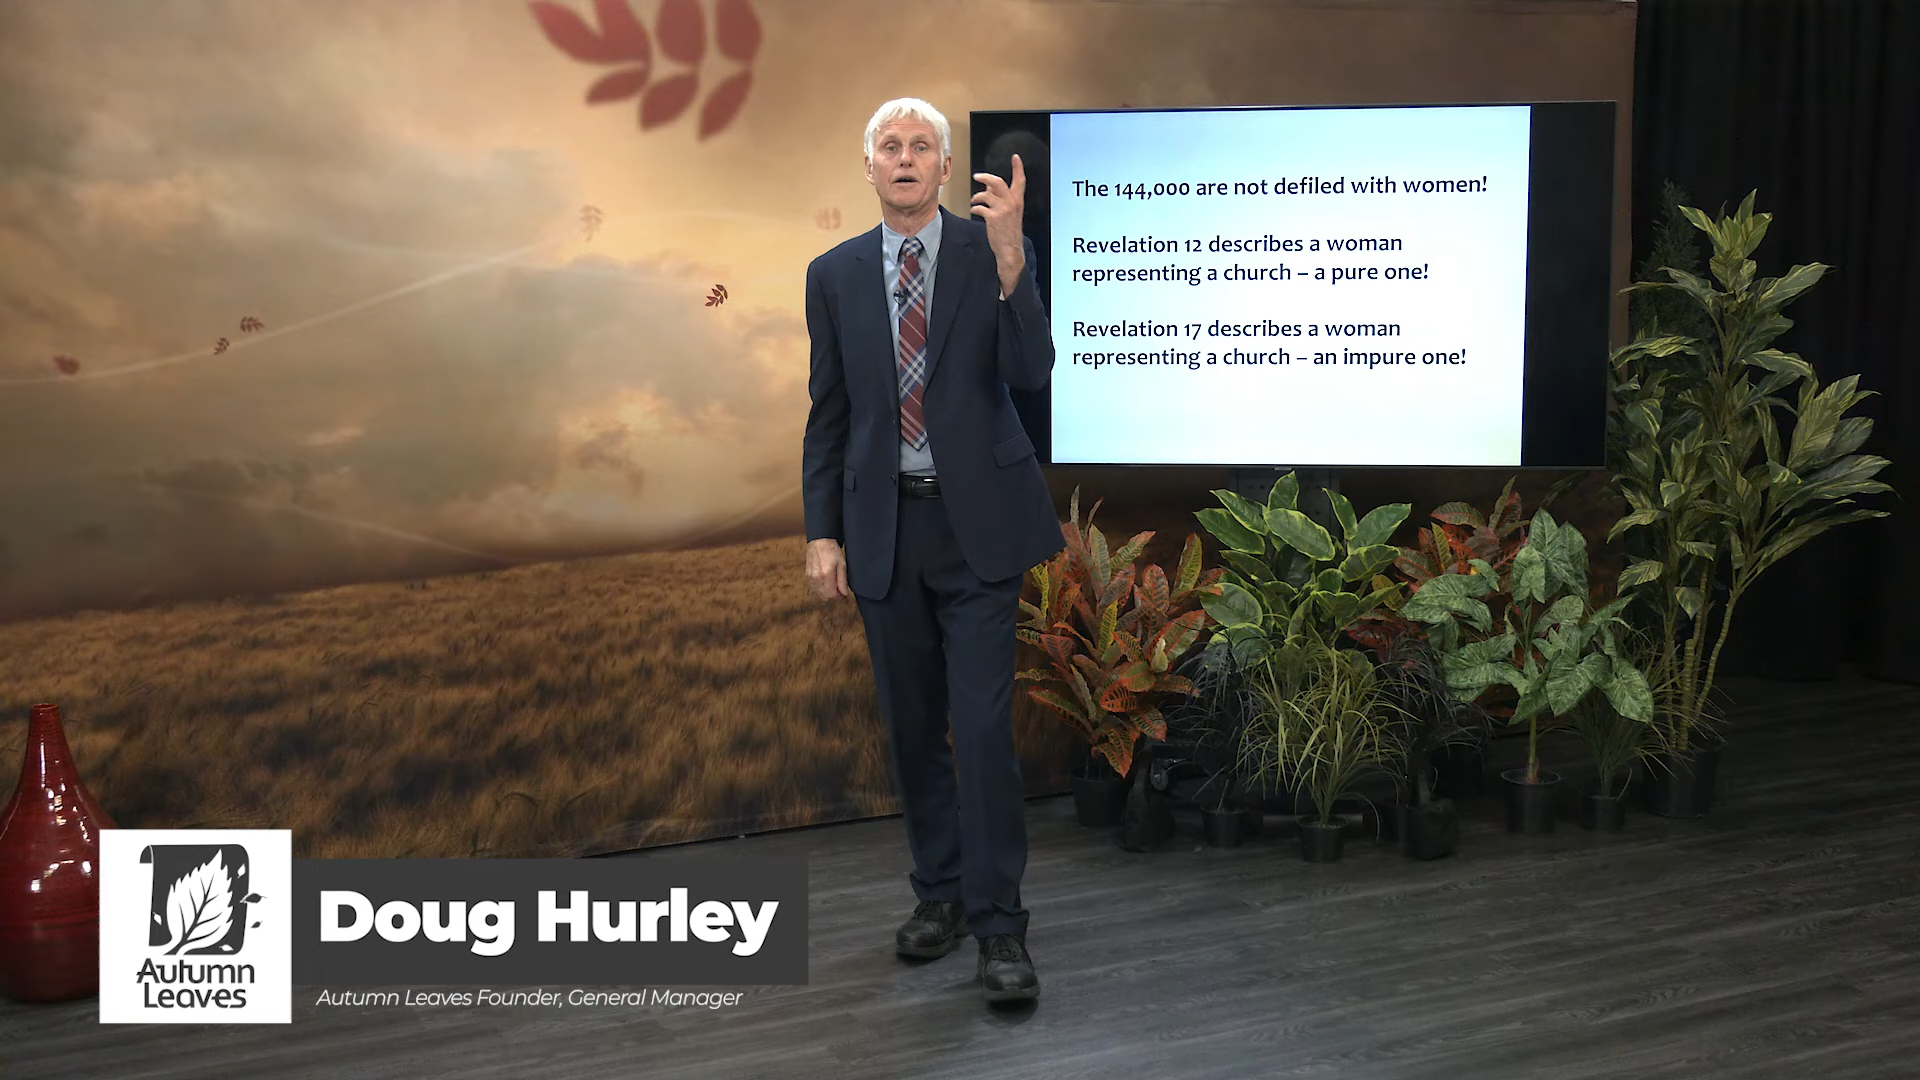 The 144,000 are not defiled with women!
Revelation 12 describes a woman
representing a church – a pure one!
Revelation 17 describes a woman
representing a church – an impure one!
Autumn
Leaves
Doug Hurley
Autumn Leaves Founder, General Manager